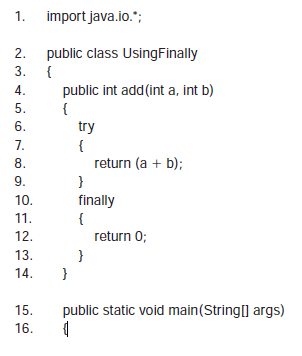 1. import java.io.*;
2. public class UsingFinally
3. {
4. public int add(int a, int b)
5. {
6. try
7. {
8. return (a + b);
9. }
10. finally
11. {
12. return 0;
13. }
14. }
15. public static void main(String[] args)
16. {